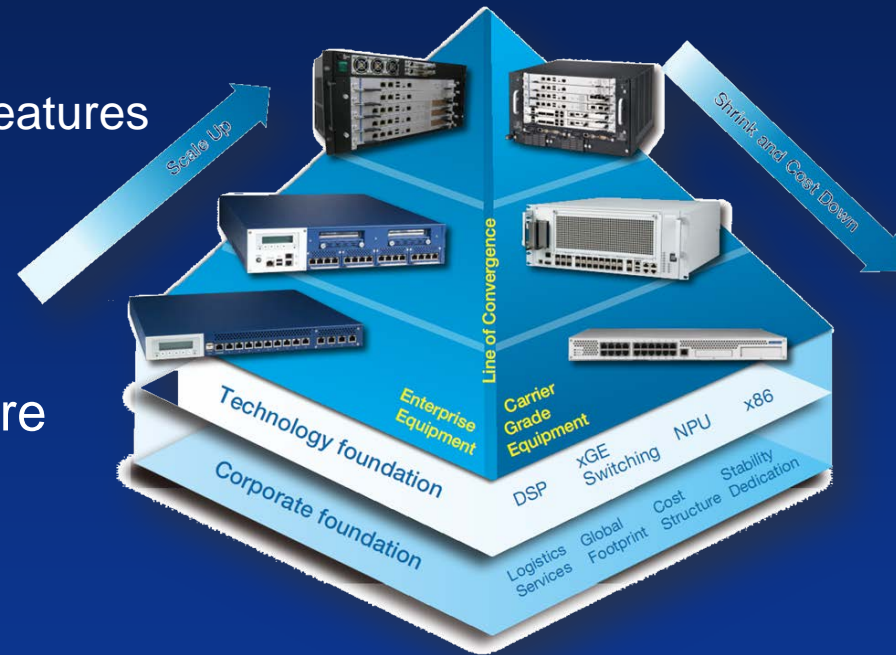 eatures
re
Scale Up
Shrink and Cost Down
Line of Convergence
Enterprise
Equipment
Carrier
Grade
Equipment
Technology foundation
DSP
xGE
Switching
NPU
x86
Corporate foundation
Logistics
Services
Global
Footprint
Cost
Structure
Stability
Dedication